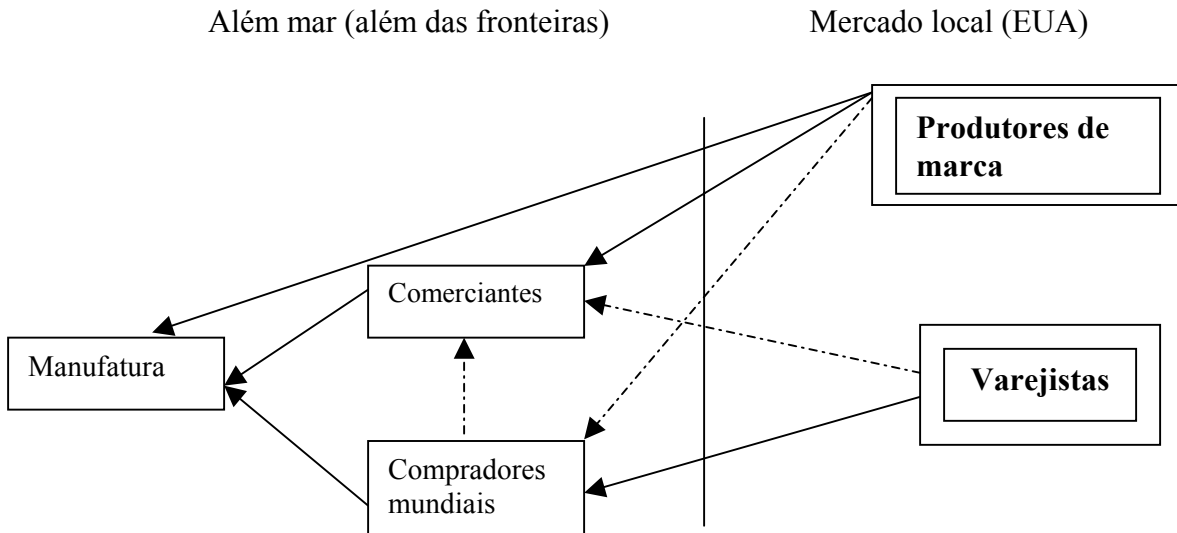 Além mar (além das fronteiras)
Mercado local (EUA)
Produtores de
marca
Comerciantes
Manufatura
Varejistas
Compradores
mundiais